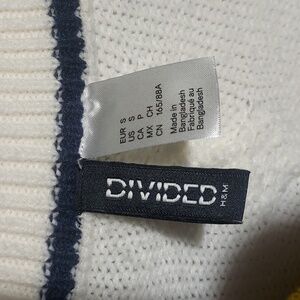 EUR S
US S
CA P
MX CH
CN 165/88A
Made in
Bangladesh
Fabriqué au
Bangladesh
DIVIDED
H&M